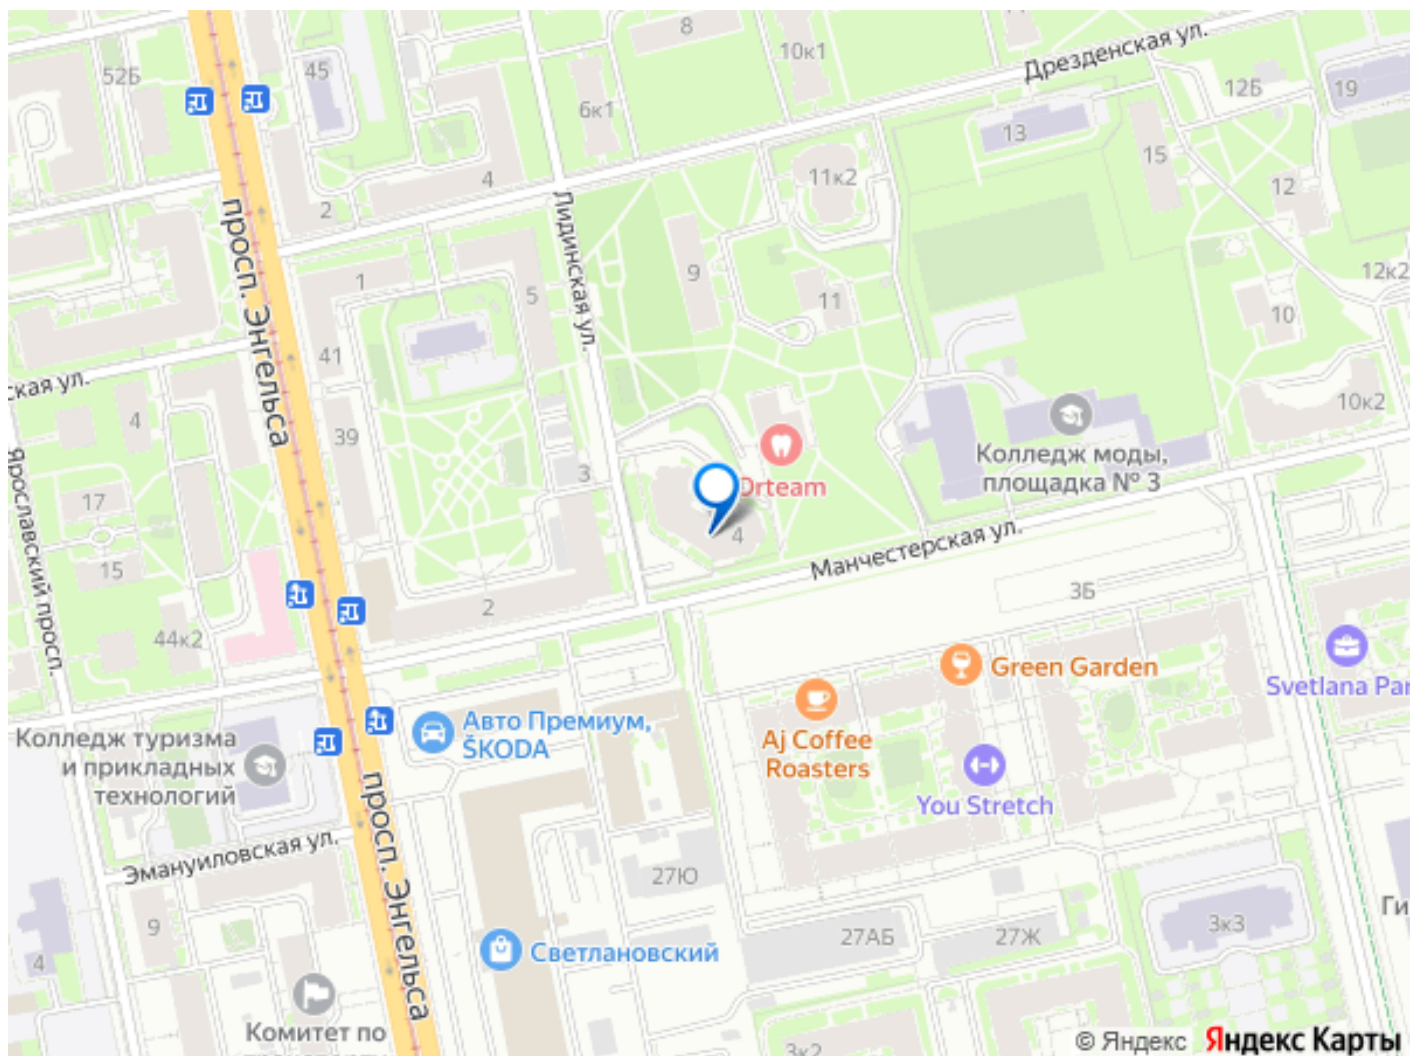 8
Дрезденская ул.
10к1
52Б
45
12Б
19
6к1
13
15
4
11к2
12
2
Лидинская ул.
просп. Энгельса
9
12к2
1
5
11
10
41
ская ул.
4
10к2
39
Колледж моды,
площадка № 3
3
Drteam
17
Ярославский просп.
4
Манчестерская ул.
15
3Б
2
44к2
Green Garden
Svetlana Par
Авто Премиум,
ŠKODA
Aj Coffee
Roasters
Колледж туризма
и прикладных
технологий
You Stretch
просп. Энгельса
Эмануиловская ул.
27Ю
Ги
9
27АБ
27Ж
3к3
Светлановский
4
Комитет по
3к2
© Яндекс Яндекс Карты